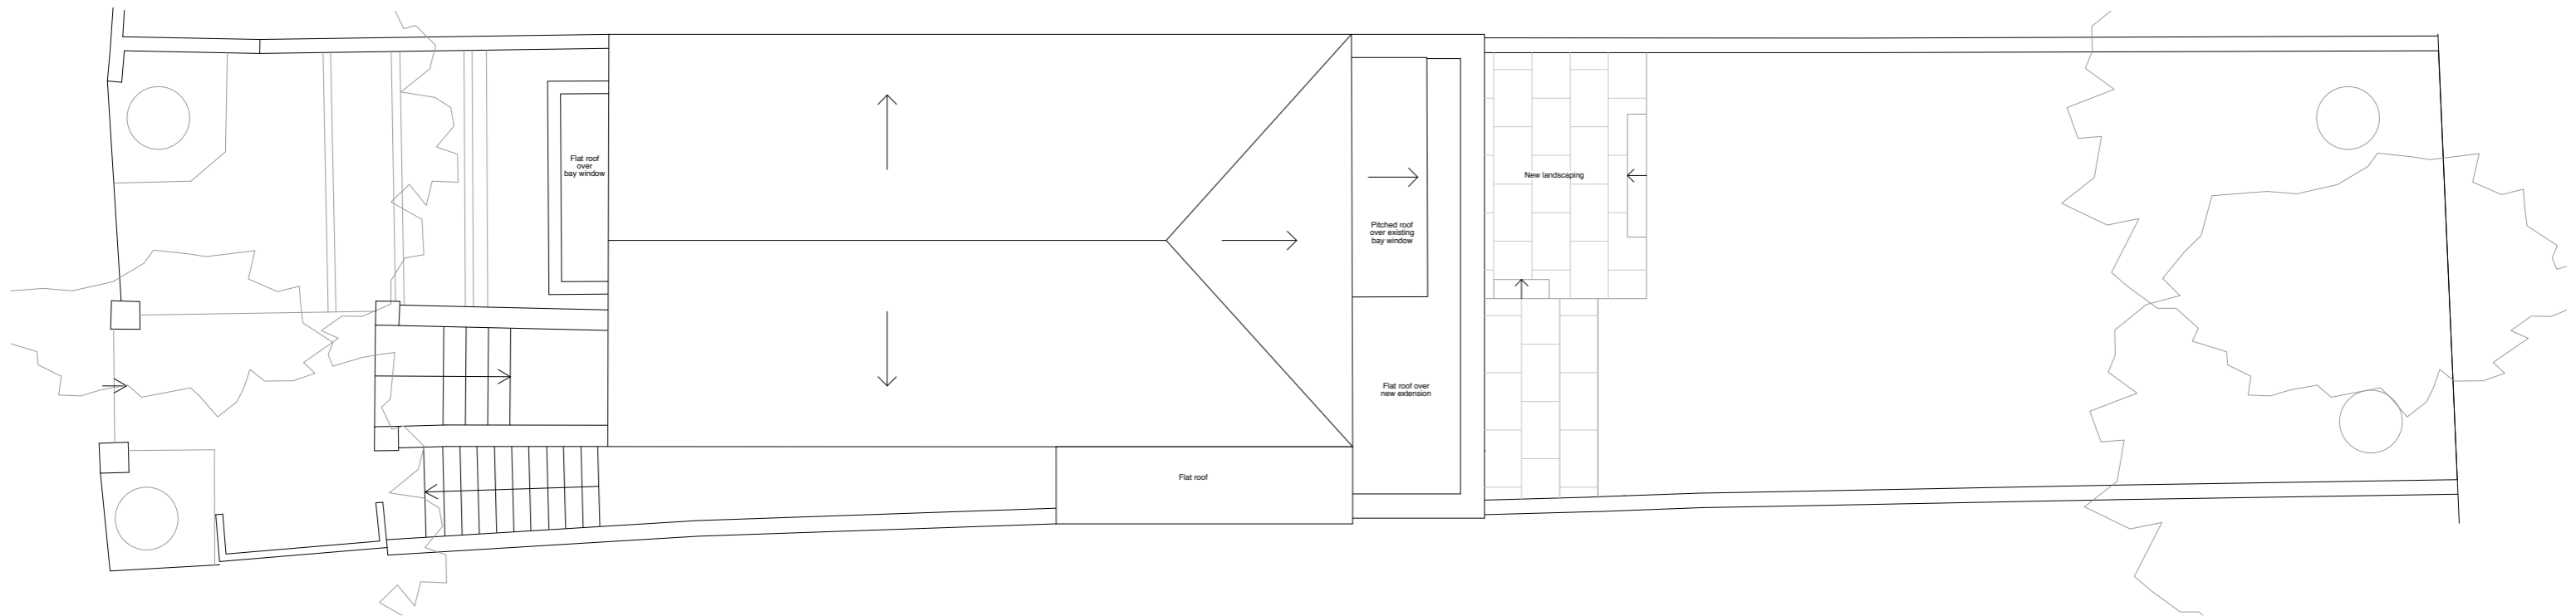 Flat roof
over
bay window
New landscaping
Pitched roof
over existing
bay window
Flat roof over
new extension
Flat roof